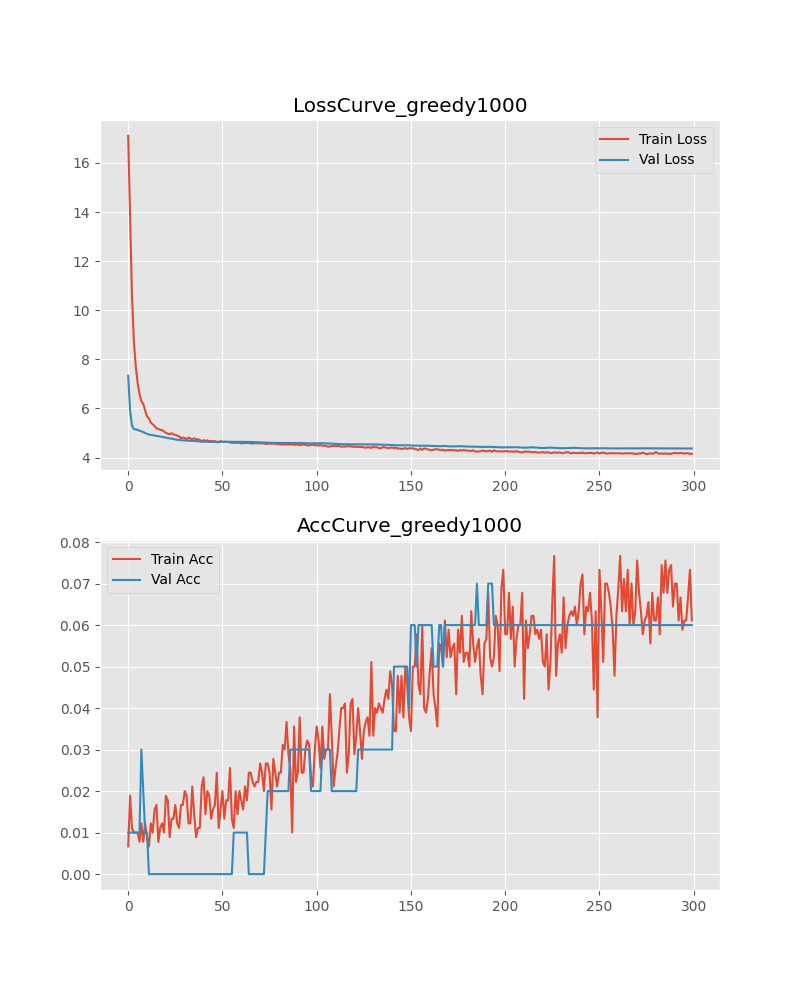 LossCurve_greedy1000
Train Loss
Val Loss
16
14
12
10
8
6
4
0 50 100 150 200 250 300
AccCurve_greedy1000
Train Acc
Val Acc
0.08
0.07
0.06
0.05
0.04
0.03
0.02
0.01
0.00
0 50 100 150 200 250 300